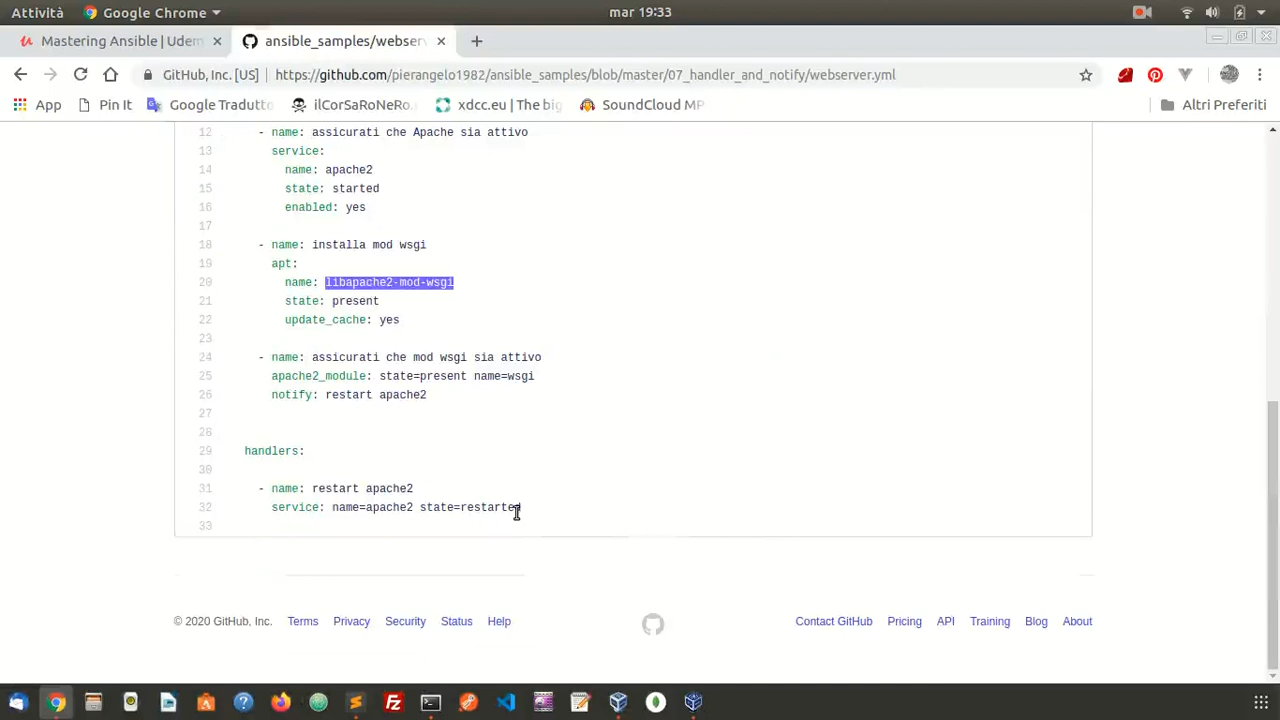 Attività
Google Chrome
mar 19:33
Mastering Ansible | Udem
ansible_samples/webserv
GitHub, Inc. [US]
https://github.com/pierangelo1982/ansible_samples/blob/master/07_handler_and_notify/webserver.yml
App
Pin It
Google Tradutto
ilCorSaRoNeRo.
xdcc.eu | The big
SoundCloud MP
Altri Preferiti
12 - name: assicurati che Apache sia attivo
13 service:
14 name: apache2
15 state: started
16 enabled: yes
17
18 - name: installa mod wsgi
19 apt:
20 name: libapache2-mod-wsgi
21 state: present
22 update_cache: yes
23
24 - name: assicurati che mod wsgi sia attivo
25 apache2_module: state=present name=wsgi
26 notify: restart apache2
27
28
29 handlers:
30
31 - name: restart apache2
32 service: name=apache2 state=restarted
33
© 2020 GitHub, Inc. Terms Privacy Security Status Help
Contact GitHub Pricing API Training Blog About